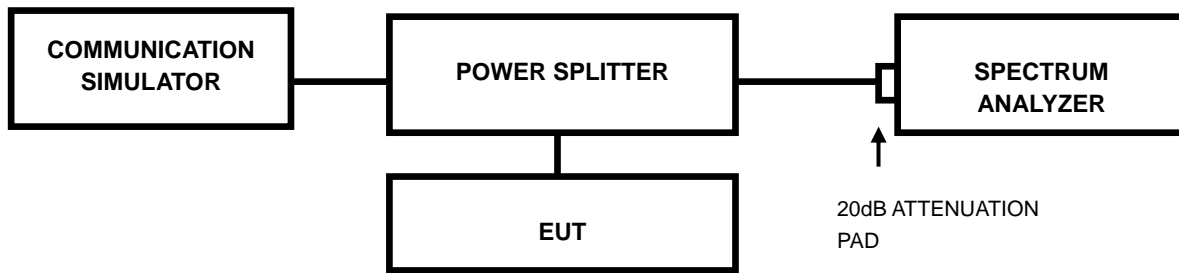 COMMUNICATION
SIMULATOR
POWER SPLITTER
SPECTRUM
ANALYZER
EUT
20dB ATTENUATION
PAD